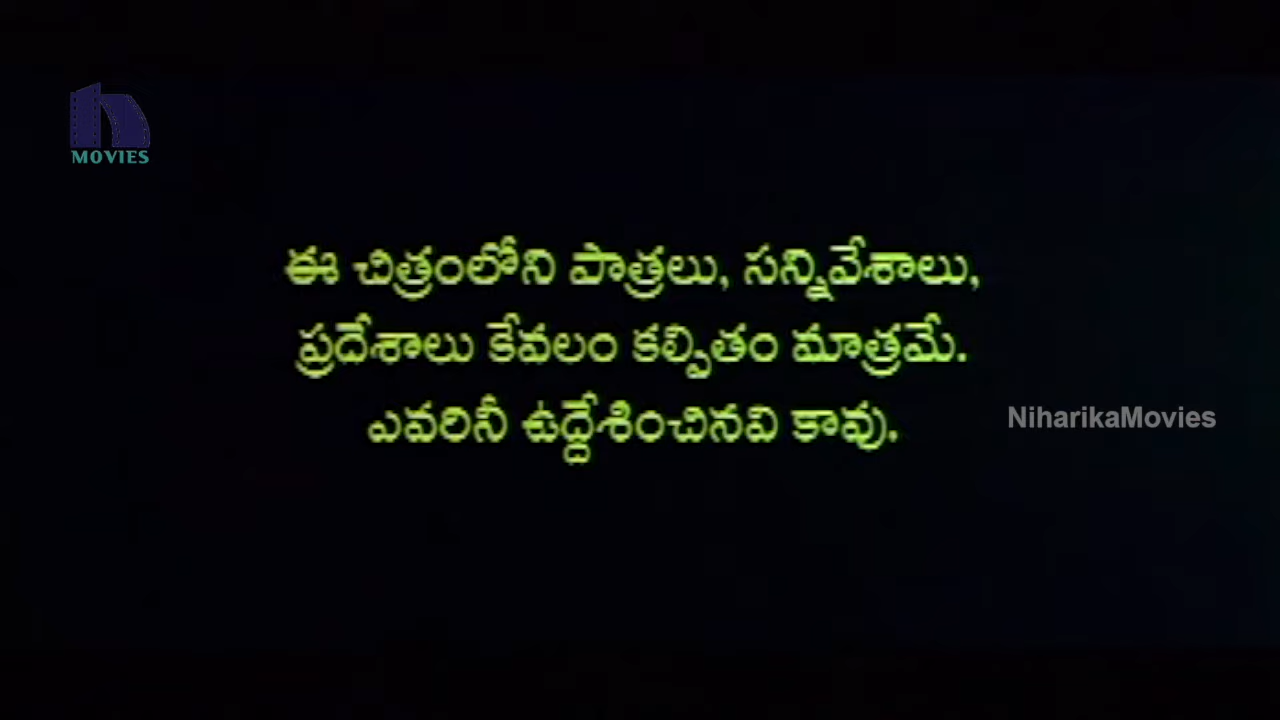 MOVIES
ఈ చిత్రంలోని పాత్రలు, సన్నివేశాలు,
ప్రదేశాలు కేవలం కల్పితం మాత్రమే.
ఎవరినీ ఉద్దేశించినవి కావు.
NiharikaMovies